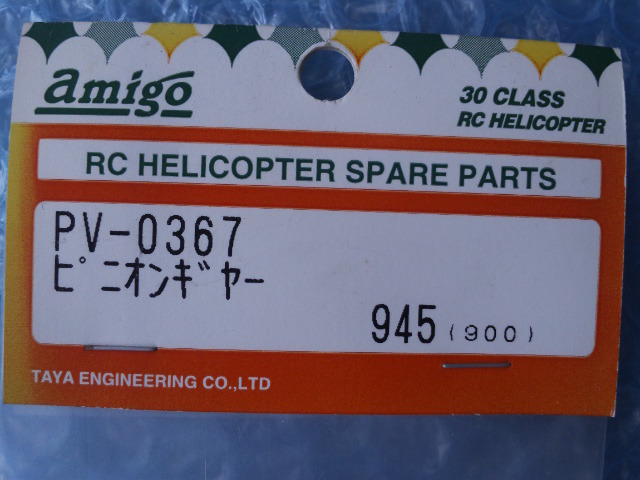 amigo
30 CLASS
RC HELICOPTER
RC HELICOPTER SPARE PARTS
PV-0367
ﾋﾟﾆｵﾝｷﾞﾔｰ
945 (900)
TAYA ENGINEERING CO.,LTD